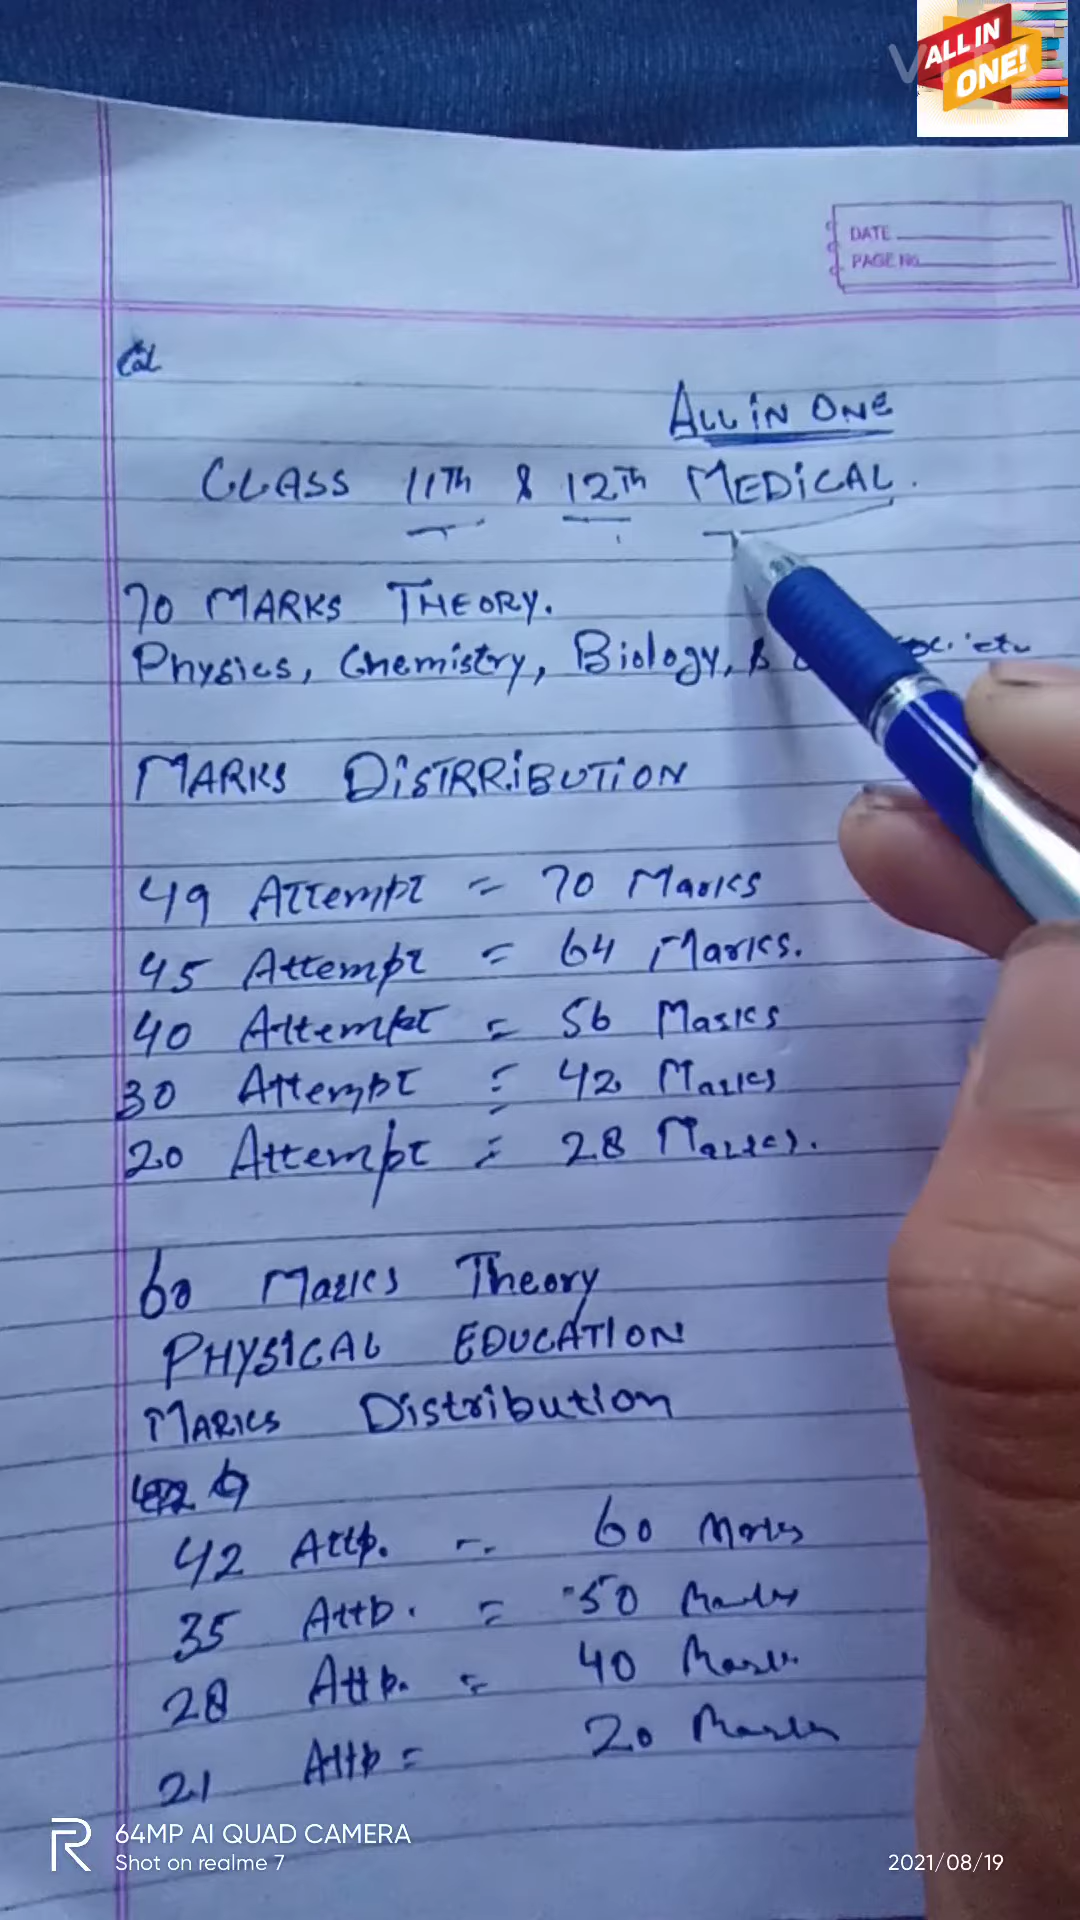 ALL IN
ONE!
DATE
PAGE No.
ALL IN ONE
CLASS 11Th & 12Th MEDICAL.
70 MARKS THEORY.
Physics, Chemistry, Biology, &
MARKS DISTRRIBUTION
49 Attempt = 70 Marks
45 Attempt = 64 Marks.
40 Attempt = 56 Marks
30 Attempt = 42 Marks
20 Attempt = 28 Marks.
60 Marks Theory
PHYSICAL EDUCATION
MARKS Distribution
42 Attp. -- 60 Marks
35 Attp. = 50 Marks
28 Attp. = 40 Marks
21 Attp = 20 Marks
64MP AI QUAD CAMERA
Shot on realme 7
2021/08/19